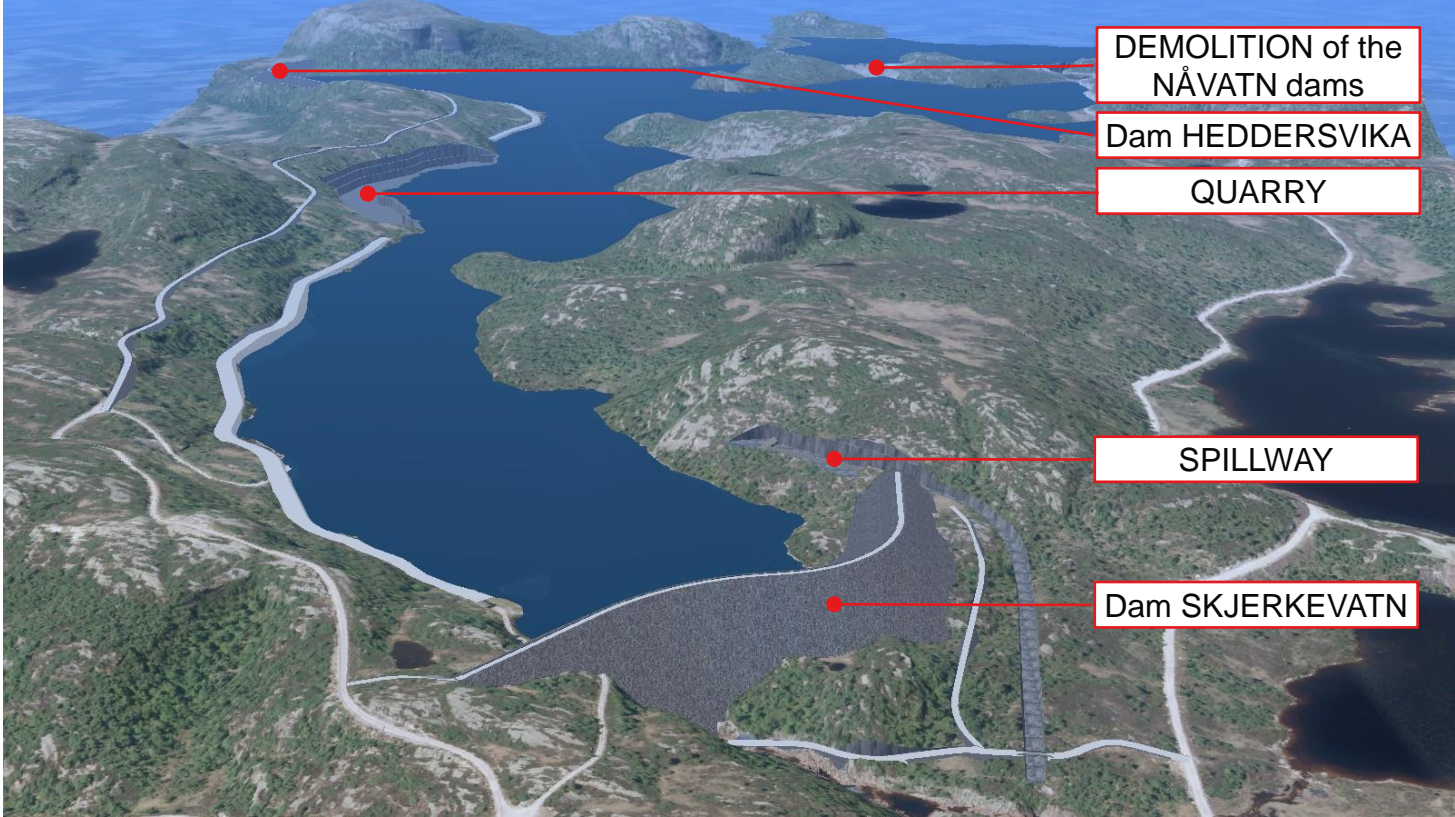 DEMOLITION of the
NÅVATN dams
Dam HEDDERSVIKA
QUARRY
SPILLWAY
Dam SKJERKEVATN